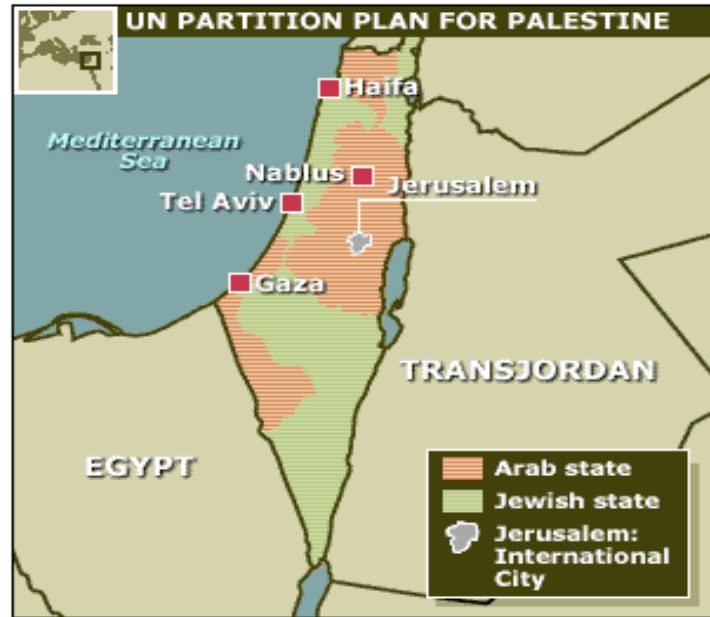 UN PARTITION PLAN FOR PALESTINE
Haifa
Mediterranean
Sea
Nablus
Jerusalem
Tel Aviv
Gaza
TRANSJORDAN
EGYPT
Arab state
Jewish state
Jerusalem:
International
City